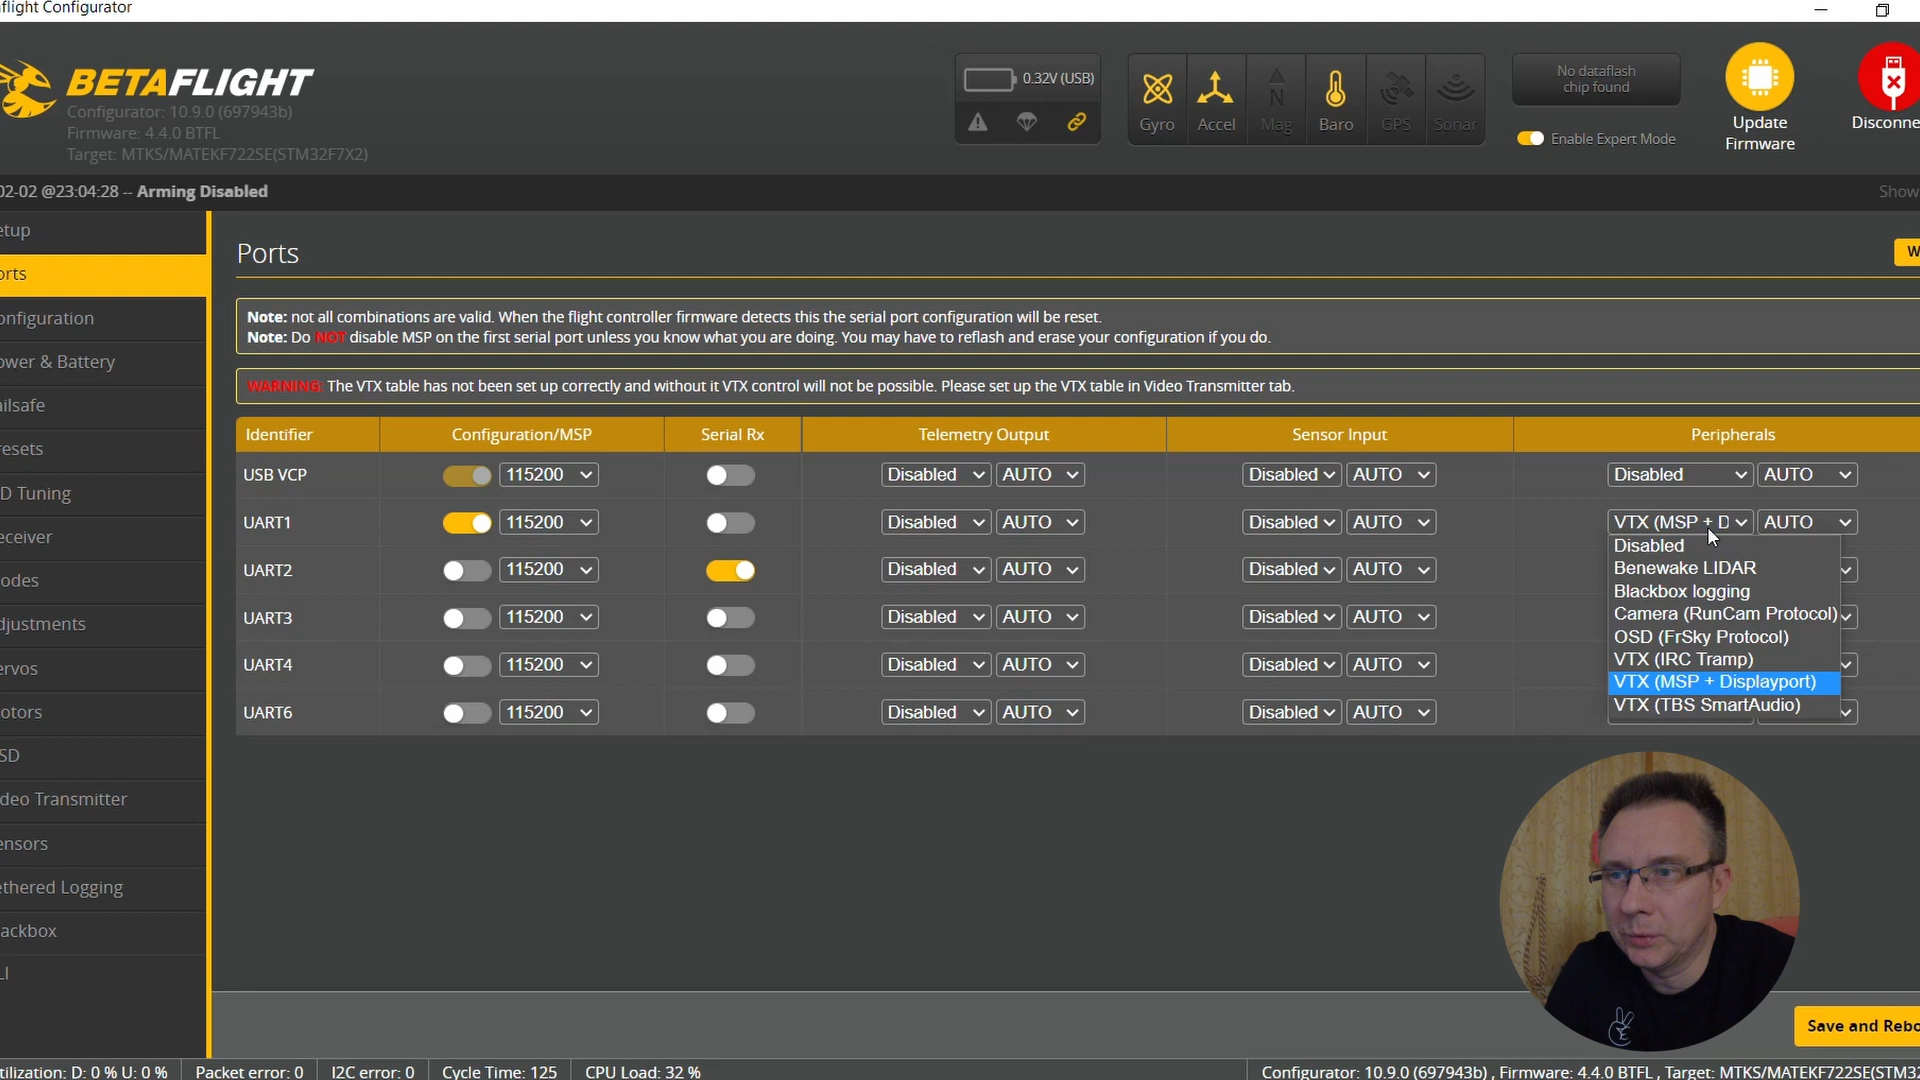 flight Configurator
BETAFLIGHT
Configurator: 10.9.0 (697943b)
Firmware: 4.4.0 BTFL
Target: MTKS/MATEKF722SE(STM32F7X2)
0.32V (USB)
Gyro Accel Mag Baro GPS Sonar
No dataflash
chip found
Enable Expert Mode
Update
Firmware
Disconne
02-02 @23:04:28 -- Arming Disabled
Show
etup
orts
onfiguration
ower & Battery
ailsafe
resets
D Tuning
eceiver
odes
djustments
ervos
otors
SD
deo Transmitter
ensors
ethered Logging
ackbox
LI
Ports
W
Note: not all combinations are valid. When the flight controller firmware detects this the serial port configuration will be reset.
Note: Do NOT disable MSP on the first serial port unless you know what you are doing. You may have to reflash and erase your configuration if you do.
WARNING: The VTX table has not been set up correctly and without it VTX control will not be possible. Please set up the VTX table in Video Transmitter tab.
Identifier Configuration/MSP Serial Rx Telemetry Output Sensor Input Peripherals
USB VCP 115200 Disabled AUTO Disabled AUTO Disabled AUTO
UART1 115200 Disabled AUTO Disabled AUTO VTX (MSP + D AUTO
UART2 115200 Disabled AUTO Disabled AUTO
UART3 115200 Disabled AUTO Disabled AUTO
UART4 115200 Disabled AUTO Disabled AUTO
UART6 115200 Disabled AUTO Disabled AUTO
Disabled
Benewake LIDAR
Blackbox logging
Camera (RunCam Protocol)
OSD (FrSky Protocol)
VTX (IRC Tramp)
VTX (MSP + Displayport)
VTX (TBS SmartAudio)
Save and Rebo
tilization: D: 0 % U: 0 % Packet error: 0 I2C error: 0 Cycle Time: 125 CPU Load: 32 % Configurator: 10.9.0 (697943b) , Firmware: 4.4.0 BTFL , Target: MTKS/MATEKF722SE(STM32